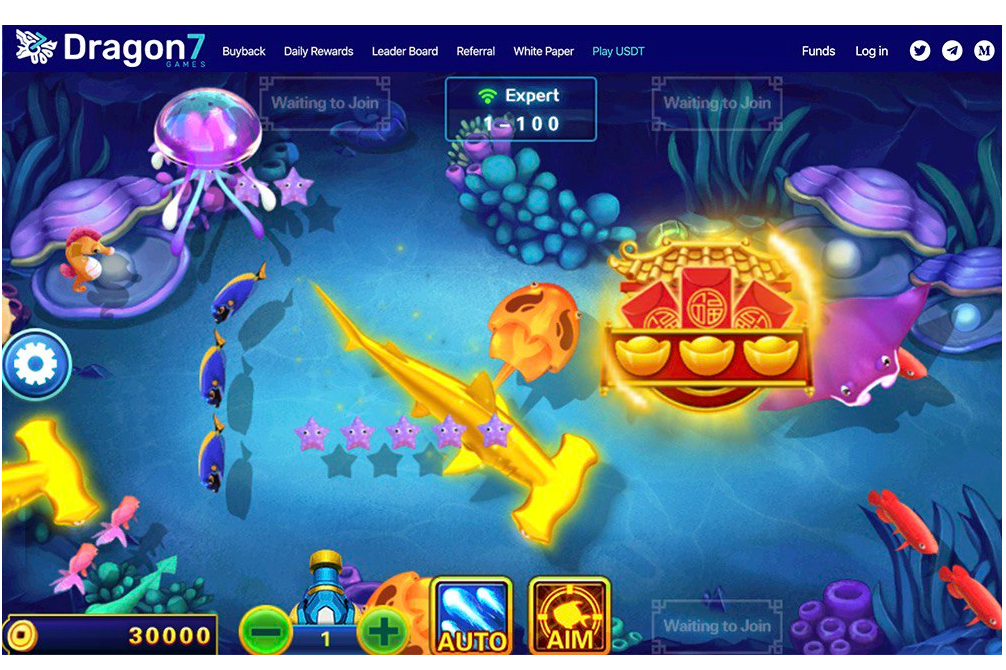 Dragon7
GAMES
Buyback Daily Rewards Leader Board Referral White Paper Play USDT Funds Log in
M
Waiting to Join
Expert
1-100
Waiting to Join
福
30000
1
AUTO
AIM
Waiting to Join